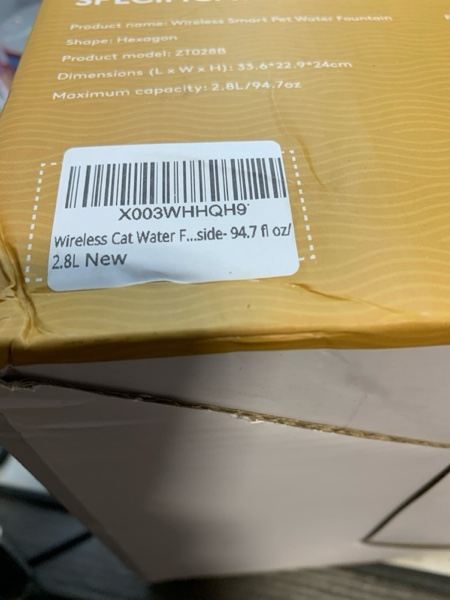 Product name: Wireless Smart Pet Water Fountain
Shape: Hexagon
Product model: ZT028B
Dimensions (L x W x H): 33.6*22.9*24cm
Maximum capacity: 2.8L/94.7oz
X003WHHQH9
Wireless Cat Water F...side- 94.7 fl oz/
2.8L New